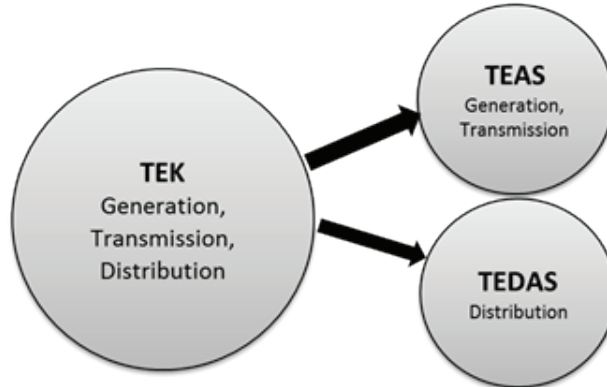 TEK
Generation,
Transmission,
Distribution
TEAS
Generation,
Transmission
TEDAS
Distribution